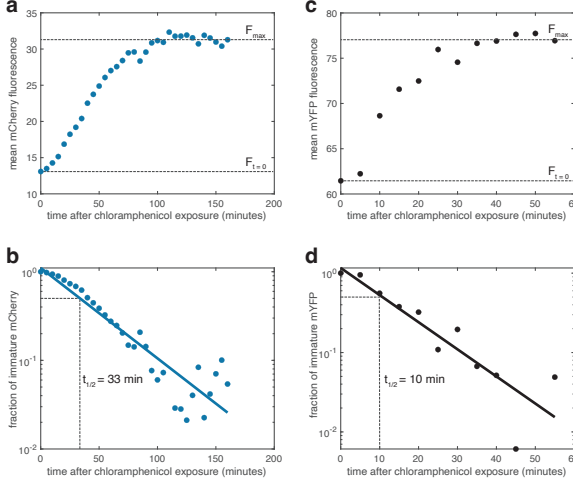 a
35
30
25
20
15
10
mean mCherry fluorescence
Fmax
Ft = 0
0 50 100 150 200
time after chloramphenicol exposure (minutes)
c
80
75
70
65
60
mean mYFP fluorescence
Fmax
Ft = 0
0 10 20 30 40 50 60
time after chloramphenicol exposure (minutes)
b
10^0
10^-1
10^-2
fraction of immature mCherry
t1/2 = 33 min
0 50 100 150 200
time after chloramphenicol exposure (minutes)
d
10^0
10^-1
10^-2
fraction of immature mYFP
t1/2 = 10 min
0 10 20 30 40 50 60
time after chloramphenicol exposure (minutes)